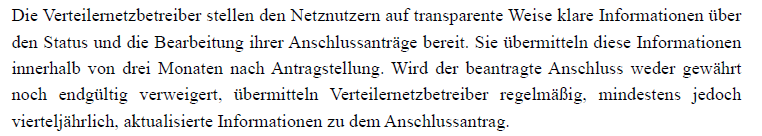 Die Verteilernetzbetreiber stellen den Netznutzern auf transparente Weise klare Informationen über
den Status und die Bearbeitung ihrer Anschlussanträge bereit. Sie übermitteln diese Informationen
innerhalb von drei Monaten nach Antragstellung. Wird der beantragte Anschluss weder gewährt
noch endgültig verweigert, übermitteln Verteilernetzbetreiber regelmäßig, mindestens jedoch
vierteljährlich, aktualisierte Informationen zu dem Anschlussantrag.